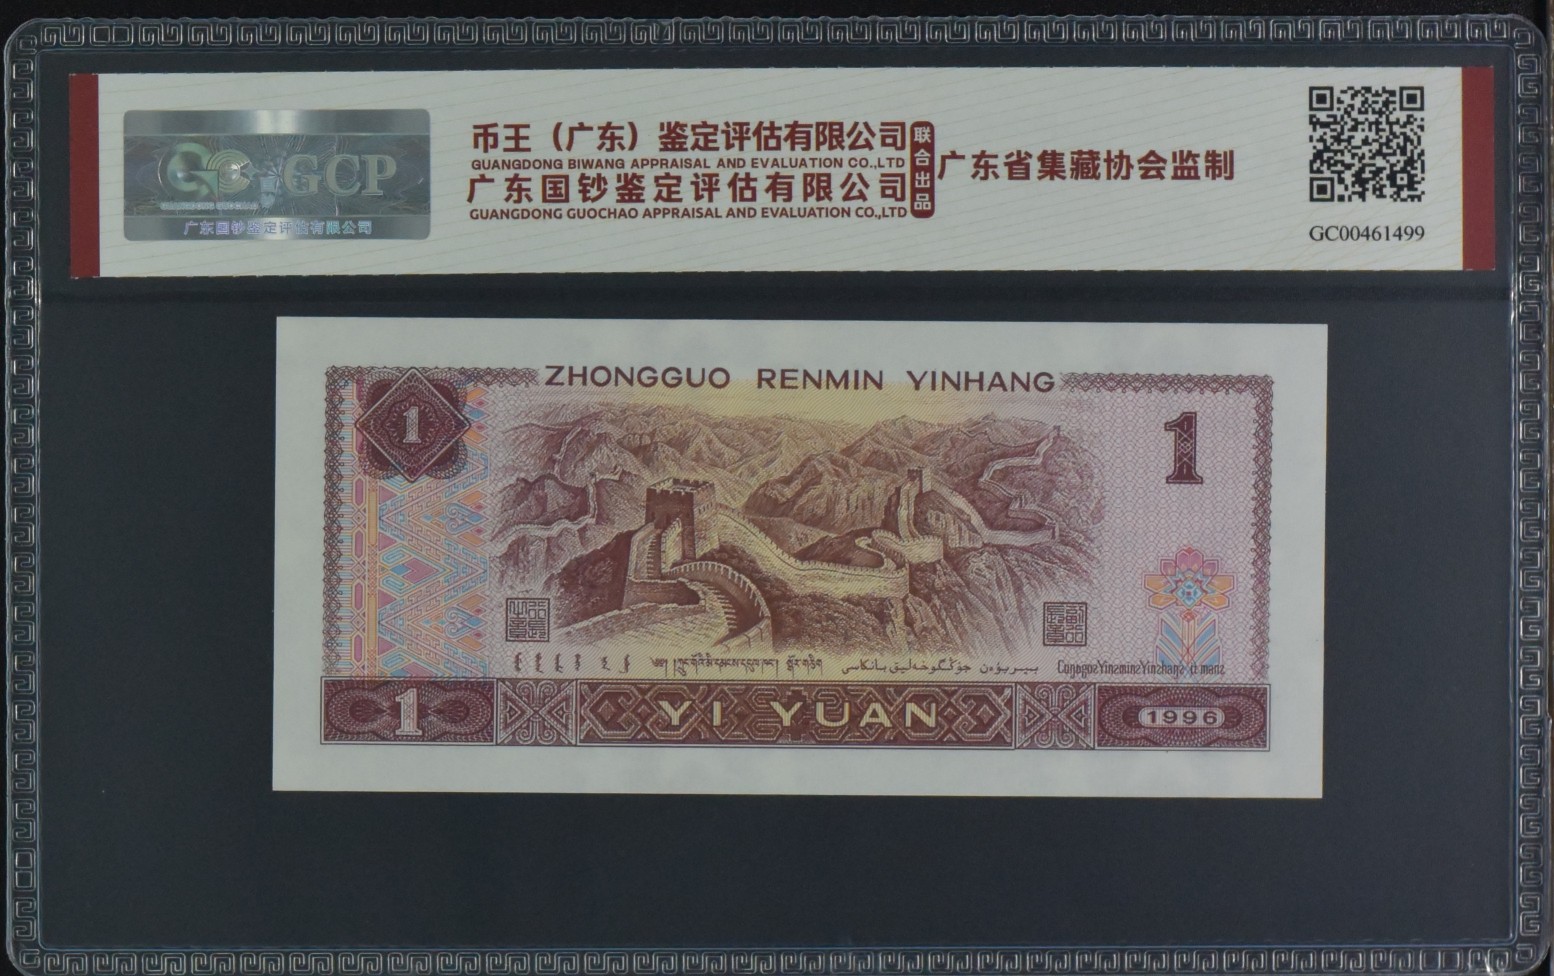 币王（广东）鉴定评估有限公司
GUANGDONG BIWANG APPRAISAL AND EVALUATION CO.,LTD
广东国钞鉴定评估有限公司
GUANGDONG GUOCHAO APPRAISAL AND EVALUATION CO.,LTD
联合出品
广东省集藏协会监制
GC00461499
GCP
广东国钞鉴定评估有限公司
ZHONGGUO RENMIN YINHANG
1
1
1
YI YUAN
1996